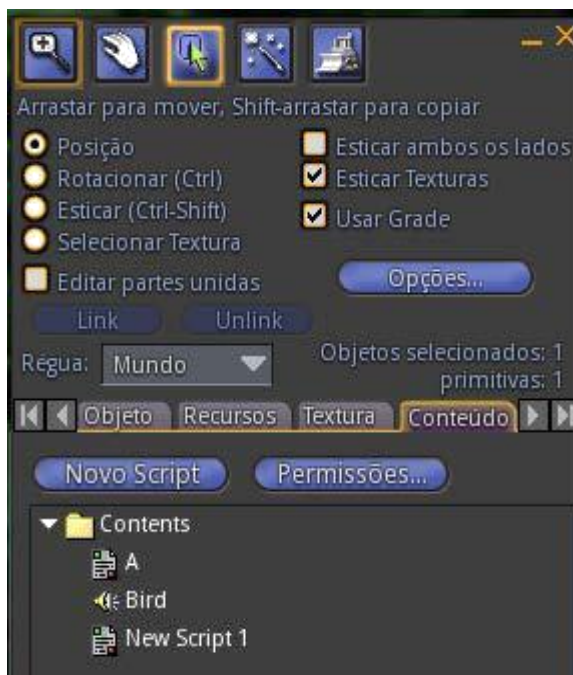 Arrastar para mover, Shift-arrastar para copiar
Posição
Rotacionar (Ctrl)
Esticar (Ctrl-Shift)
Selecionar Textura
Editar partes unidas
Esticar ambos os lados
Esticar Texturas
Usar Grade
Opções...
Link Unlink
Régua: Mundo
Objetos selecionados: 1
primitivas: 1
Objeto Recursos Textura Conteúdo
Novo Script Permissões...
Contents
A
Bird
New Script 1